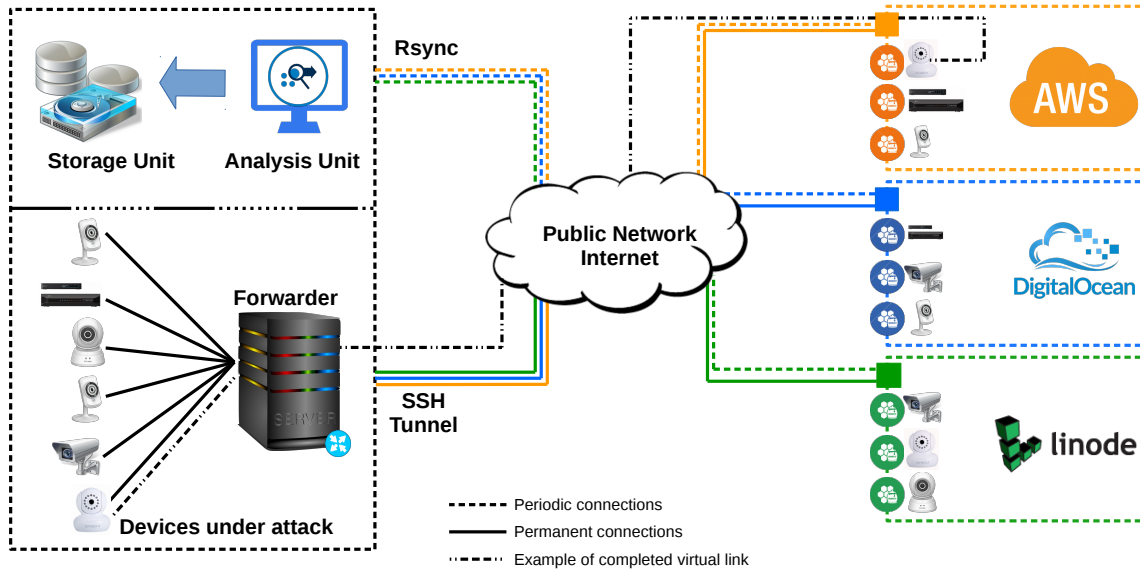 Rsync
Storage Unit
Analysis Unit
Public Network
Internet
Forwarder
SERVER
SSH
Tunnel
Devices under attack
Periodic connections
Permanent connections
Example of completed virtual link
AWS
DigitalOcean
linode